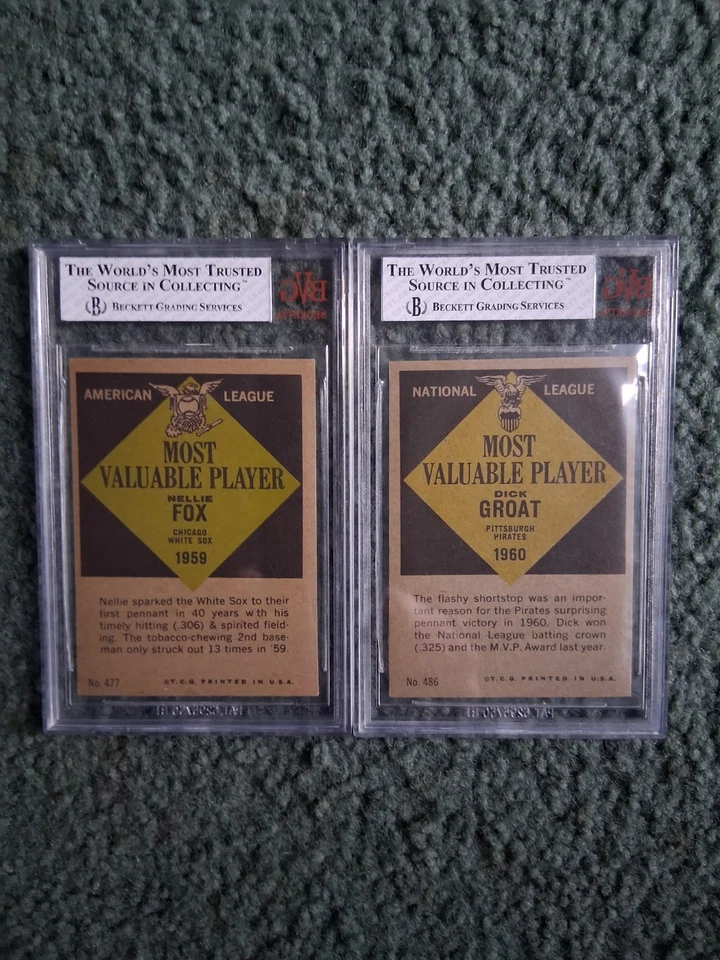 THE WORLD'S MOST TRUSTED
SOURCE IN COLLECTING™
B BECKETT GRADING SERVICES
BVG
AMERICAN LEAGUE
MOST
VALUABLE PLAYER
NELLIE
FOX
CHICAGO
WHITE SOX
1959
Nellie sparked the White Sox to their
first pennant in 40 years with his
timely hitting (.306) & spirited field-
ing. The tobacco-chewing 2nd base-
man only struck out 13 times in '59.
No. 477
©T.C.G. PRINTED IN U.S.A.
THE WORLD'S MOST TRUSTED
SOURCE IN COLLECTING™
B BECKETT GRADING SERVICES
BVG
NATIONAL LEAGUE
MOST
VALUABLE PLAYER
DICK
GROAT
PITTSBURGH
PIRATES
1960
The flashy shortstop was an impor-
tant reason for the Pirates surprising
pennant victory in 1960. Dick won
the National League batting crown
(.325) and the M.V.P. Award last year.
No. 486
©T.C.G. PRINTED IN U.S.A.